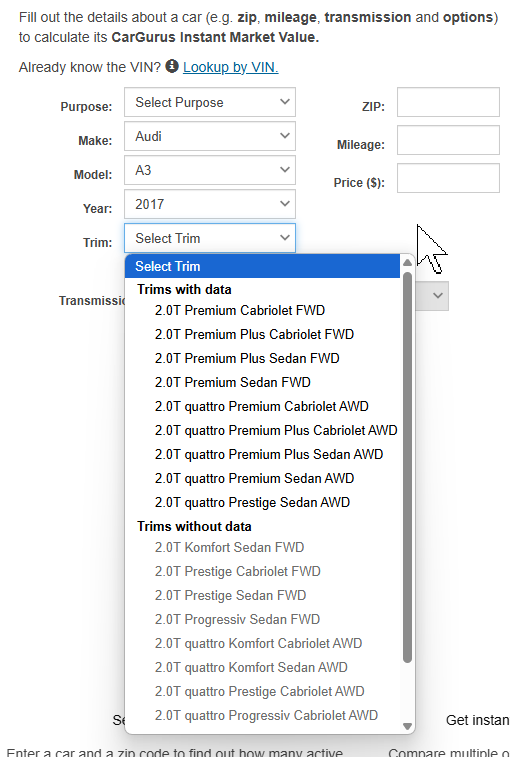 Fill out the details about a car (e.g. zip, mileage, transmission and options)
to calculate its CarGurus Instant Market Value.
Already know the VIN? Lookup by VIN.
Purpose: Select Purpose
ZIP:
Make: Audi
Mileage:
Model: A3
Price ($):
Year: 2017
Trim: Select Trim
Select Trim
Trims with data
2.0T Premium Cabriolet FWD
2.0T Premium Plus Cabriolet FWD
2.0T Premium Plus Sedan FWD
2.0T Premium Sedan FWD
2.0T quattro Premium Cabriolet AWD
2.0T quattro Premium Plus Cabriolet AWD
2.0T quattro Premium Plus Sedan AWD
2.0T quattro Premium Sedan AWD
2.0T quattro Prestige Sedan AWD
Trims without data
2.0T Komfort Sedan FWD
2.0T Prestige Cabriolet FWD
2.0T Prestige Sedan FWD
2.0T Progressiv Sedan FWD
2.0T quattro Komfort Cabriolet AWD
2.0T quattro Komfort Sedan AWD
2.0T quattro Prestige Cabriolet AWD
2.0T quattro Progressiv Cabriolet AWD
Transmissio
Se
Get instan
Enter a car and a zip code to find out how many active
Compare multiple o